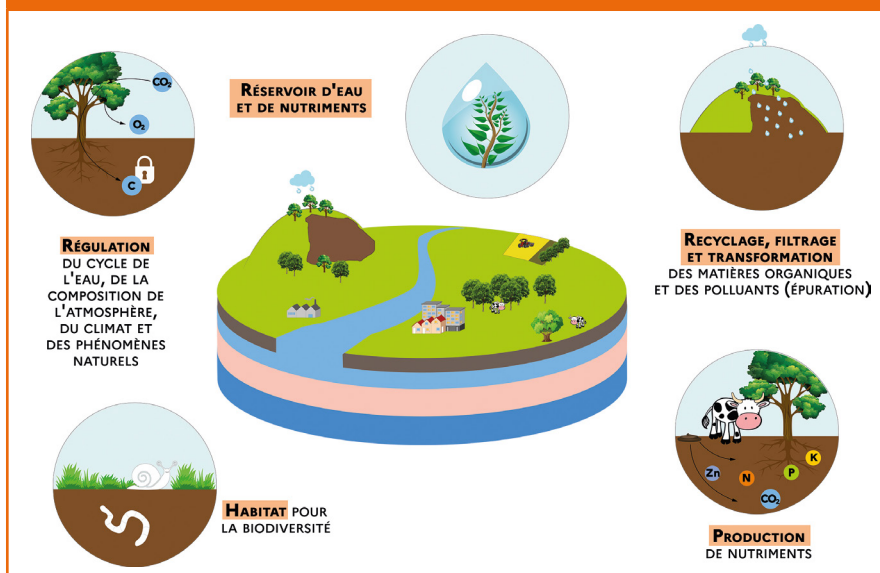 CO₂
O₂
C
RÉGULATION
DU CYCLE DE
L'EAU, DE LA
COMPOSITION DE
L'ATMOSPHÈRE,
DU CLIMAT ET
DES PHÉNOMÈNES
NATURELS
RÉSERVOIR D'EAU
ET DE NUTRIMENTS
RECYCLAGE, FILTRAGE
ET TRANSFORMATION
DES MATIÈRES ORGANIQUES
ET DES POLLUANTS (ÉPURATION)
HABITAT POUR
LA BIODIVERSITÉ
K
P
N
Zn
CO₂
PRODUCTION
DE NUTRIMENTS